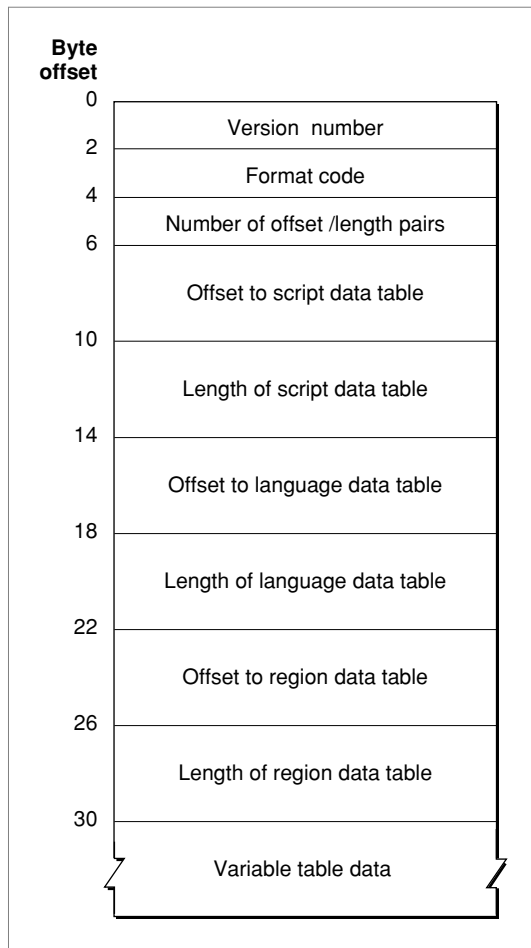 Byte
offset
0
Version number
2
Format code
4
Number of offset /length pairs
6
Offset to script data table
10
Length of script data table
14
Offset to language data table
18
Length of language data table
22
Offset to region data table
26
Length of region data table
30
Variable table data